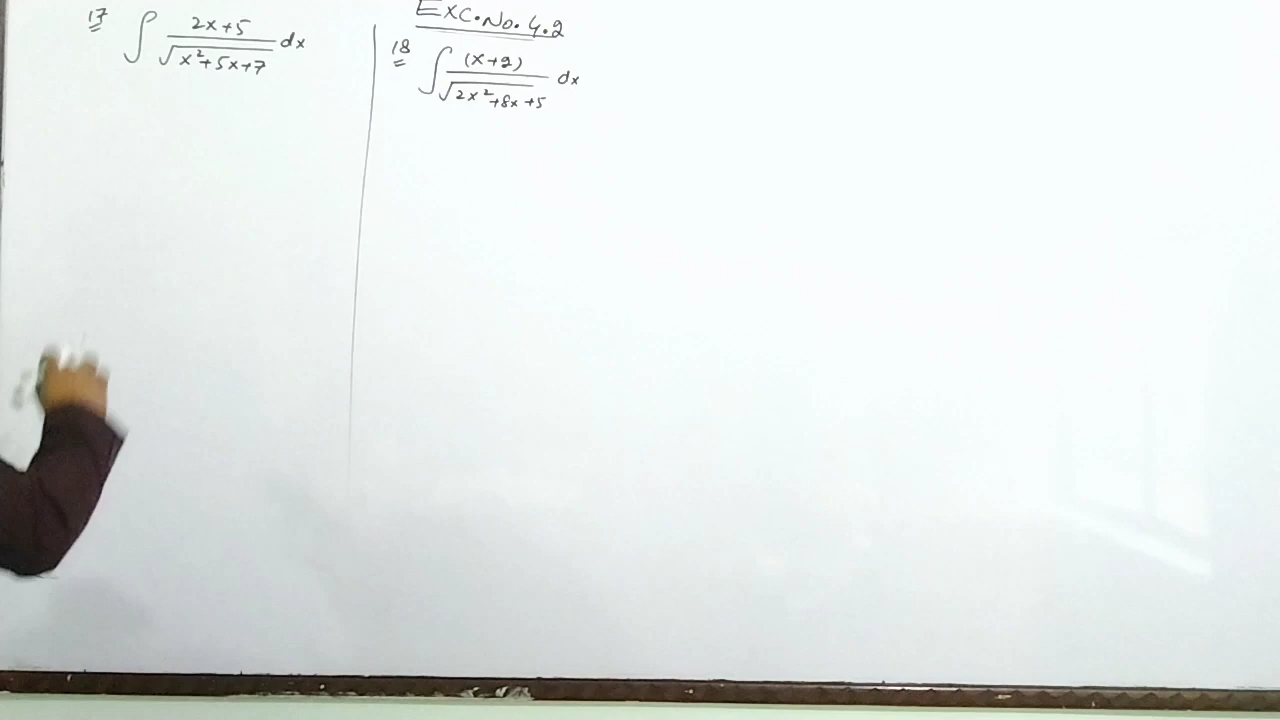 Exc.No. 4.2
17 ∫ (2x+5)/√(x²+5x+7) dx
18 ∫ (x+2)/√(2x²+8x+5) dx